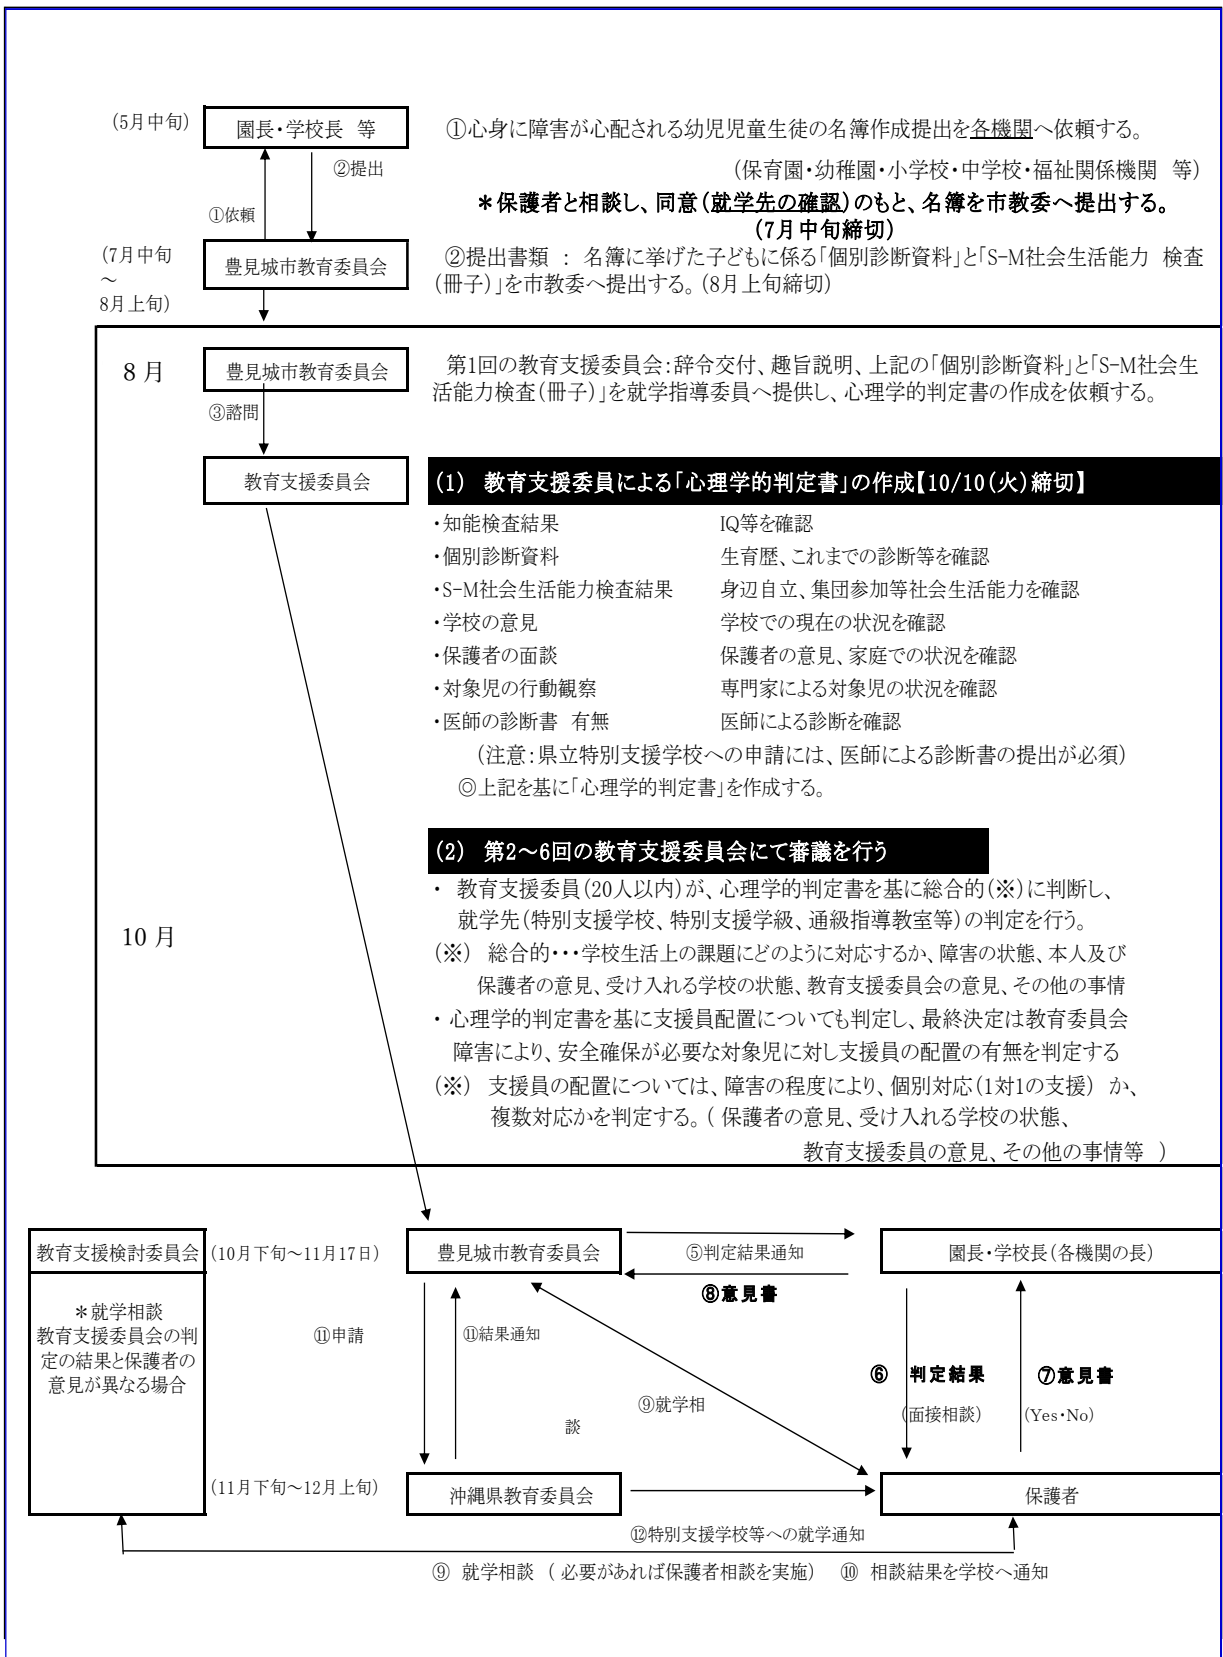 (5月中旬)
園長・学校長　等
①心身に障害が心配される幼児児童生徒の名簿作成提出を各機関へ依頼する。
②提出
(保育園・幼稚園・小学校・中学校・福祉関係機関　等)
＊保護者と相談し、同意(就学先の確認)のもと、名簿を市教委へ提出する。
①依頼
(7月中旬締切)
(7月中旬
～
8月上旬)
豊見城市教育委員会
②提出書類 ： 名簿に挙げた子どもに係る「個別診断資料」と「S-M社会生活能力　検査
(冊子)」を市教委へ提出する。(8月上旬締切)
8 月
豊見城市教育委員会
第1回の教育支援委員会：辞令交付、趣旨説明、上記の「個別診断資料」と「S-M社会生
活能力検査(冊子)」を就学指導委員へ提供し、心理学的判定書の作成を依頼する。
③諮問
教育支援委員会
(1)　教育支援委員による「心理学的判定書」の作成【10/10(火)締切】
・知能検査結果　IQ等を確認
・個別診断資料　生育歴、これまでの診断等を確認
・S-M社会生活能力検査結果　身辺自立、集団参加等社会生活能力を確認
・学校の意見　学校での現在の状況を確認
・保護者の面談　保護者の意見、家庭での状況を確認
・対象児の行動観察　専門家による対象児の状況を確認
・医師の診断書　有無　医師による診断を確認
(注意：県立特別支援学校への申請には、医師による診断書の提出が必須)
◎上記を基に「心理学的判定書」を作成する。
(2)　第2～6回の教育支援委員会にて審議を行う
・ 教育支援委員(20人以内)が、心理学的判定書を基に総合的(※)に判断し、
就学先(特別支援学校、特別支援学級、通級指導教室等)の判定を行う。
10 月
(※)　総合的・・・学校生活上の課題にどのように対応するか、障害の状態、本人及び
保護者の意見、受け入れる学校の状態、教育支援委員会の意見、その他の事情
・ 心理学的判定書を基に支援員配置についても判定し、最終決定は教育委員会
障害により、安全確保が必要な対象児に対し支援員の配置の有無を判定する
(※)　支援員の配置については、障害の程度により、個別対応(1対1の支援)　か、
複数対応かを判定する。( 保護者の意見、受け入れる学校の状態、
教育支援委員の意見、その他の事情等　)
教育支援検討委員会
(10月下旬～11月17日)
豊見城市教育委員会
⑤判定結果通知
園長・学校長(各機関の長)
⑧意見書
＊就学相談
教育支援委員会の判
定の結果と保護者の
意見が異なる場合
⑪申請
⑪結果通知
⑥　判定結果
(面接相談)
⑦意見書
(Yes・No)
⑨就学相
談
(11月下旬～12月上旬)
沖縄県教育委員会
保護者
⑫特別支援学校等への就学通知
⑨　就学相談　( 必要があれば保護者相談を実施)　⑩　相談結果を学校へ通知